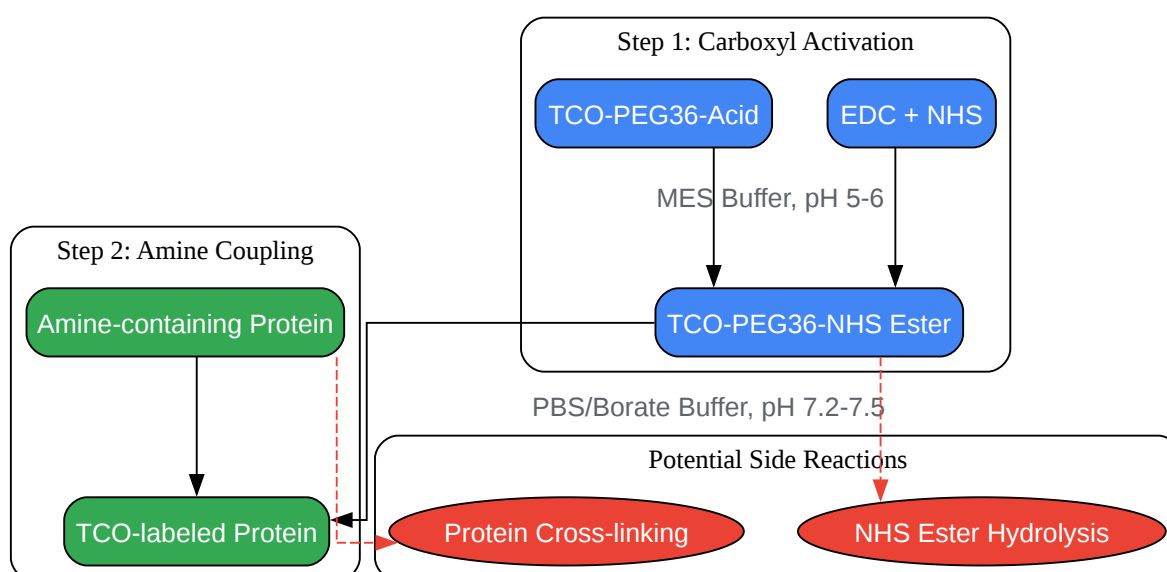 Step 1: Carboxyl Activation
TCO-PEG36-Acid
EDC + NHS
MES Buffer, pH 5-6
TCO-PEG36-NHS Ester
Step 2: Amine Coupling
Amine-containing Protein
PBS/Borate Buffer, pH 7.2-7.5
TCO-labeled Protein
Potential Side Reactions
Protein Cross-linking
NHS Ester Hydrolysis